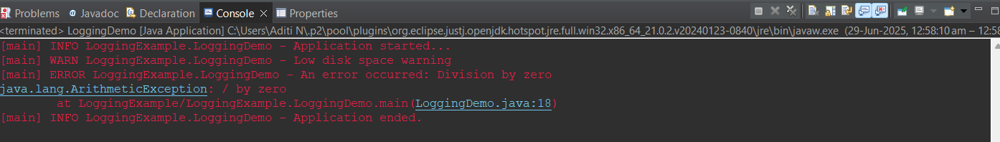 Problems @ Javadoc Declaration Console Properties
<terminated> LoggingDemo [Java Application] C:\Users\Aditi N\.p2\pool\plugins\org.eclipse.justj.openjdk.hotspot.jre.full.win32.x86_64_21.0.2.v20240123-0840\jre\bin\javaw.exe (29-Jun-2025, 12:58:10 am – 12:58
[main] INFO LoggingExample.LoggingDemo - Application started...
[main] WARN LoggingExample.LoggingDemo - Low disk space warning
[main] ERROR LoggingExample.LoggingDemo - An error occurred: Division by zero
java.lang.ArithmeticException: / by zero
        at LoggingExample/LoggingExample.LoggingDemo.main(LoggingDemo.java:18)
[main] INFO LoggingExample.LoggingDemo - Application ended.